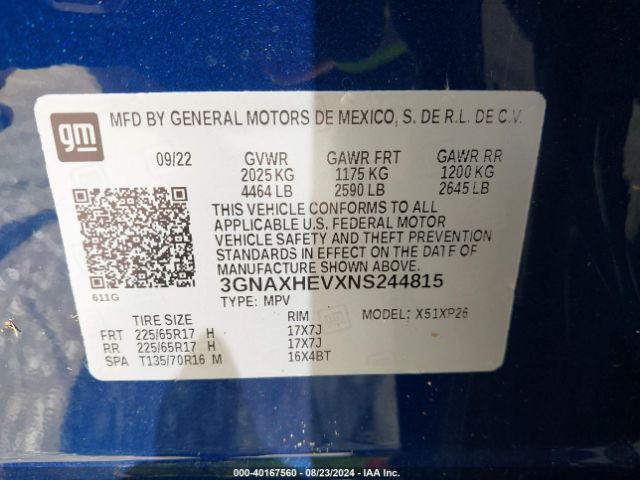 gm
MFD BY GENERAL MOTORS DE MEXICO, S. DE R.L. DE C.V.
09/22 GVWR GAWR FRT GAWR RR
2025 KG 1175 KG 1200 KG
4464 LB 2590 LB 2645 LB
THIS VEHICLE CONFORMS TO ALL
APPLICABLE U.S. FEDERAL MOTOR
VEHICLE SAFETY AND THEFT PREVENTION
STANDARDS IN EFFECT ON THE DATE OF
MANUFACTURE SHOWN ABOVE.
611G
3GNAXHEVXNS244815
TYPE: MPV
TIRE SIZE RIM MODEL: X51XP26
FRT 225/65R17 H 17X7J
RR 225/65R17 H 17X7J
SPA T135/70R16 M 16X4BT
000-40167560 - 08/23/2024 - IAA Inc.